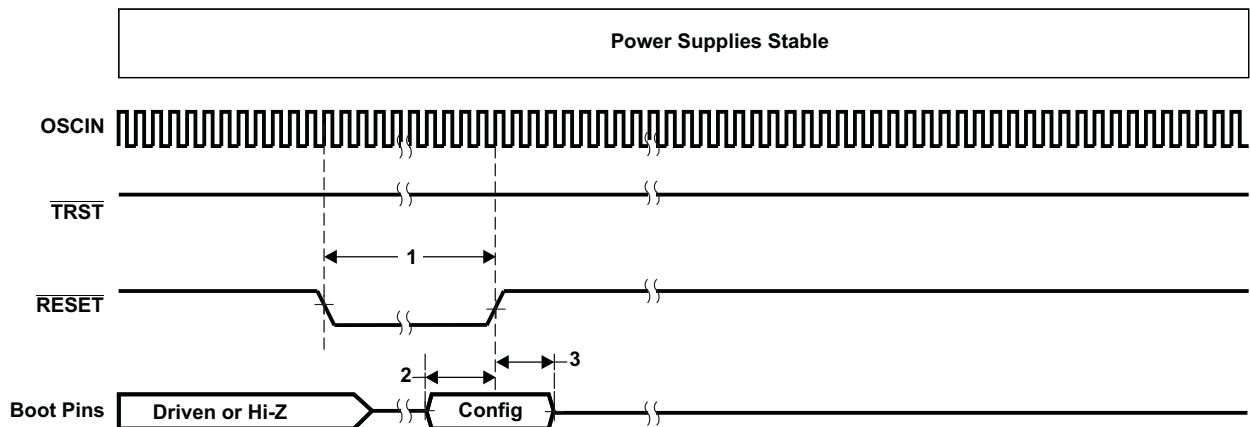 Power Supplies Stable
OSCIN
TRST
1
RESET
2
3
Boot Pins
Driven or Hi-Z
Config